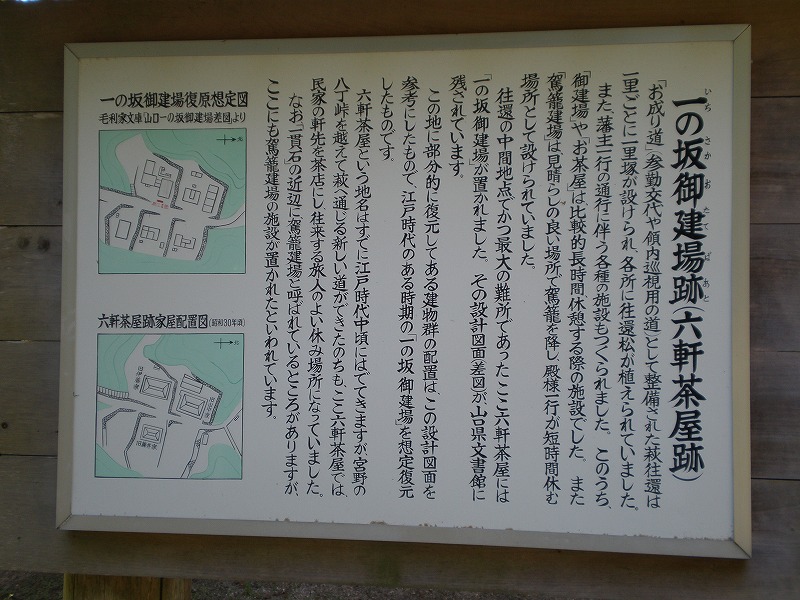 一の坂御建場跡(六軒茶屋跡)
いちさかおたてばあと
「お成り道」(参勤交代や領内巡視用の道)として整備された萩往還は
一里ごとに一里塚が設けられ、各所に往還松が植えられていました。
また、藩主一行の通行に伴う各種の施設もつくられました。このうち、
「御建場」や「お茶屋」は比較的長時間休憩する際の施設でした。また
「駕籠建場」は見晴らしの良い場所で駕籠を降し、殿様一行が短時間休む
場所として設けられていました。
往還の中間地点でかつ最大の難所であったここ六軒茶屋には
「一の坂御建場」が置かれました。その設計図面(差図)が、山口県文書館に
残されています。
この地に部分的に復元してある建物群の配置は、この設計図面を
参考にしたもので、江戸時代のある時期の「一の坂御建場」を想定復元
したものです。
六軒茶屋という地名はすでに江戸時代中頃にはでてきますが、宮野の
八丁峠を越えて萩へ通じる新しい道ができたのちも、ここ六軒茶屋では、
民家の軒先を茶店にし、往来する旅人のよい休み場所になっていました。
なお、「一貫石」の近辺に「駕籠建場」と呼ばれているところがありますが、
ここにも駕籠建場の施設が置かれたといわれています。
一の坂御建場復原想定図
毛利家文庫「山口一の坂御建場差図」より
北
六軒茶屋跡家屋配置図(昭和30年頃)
北